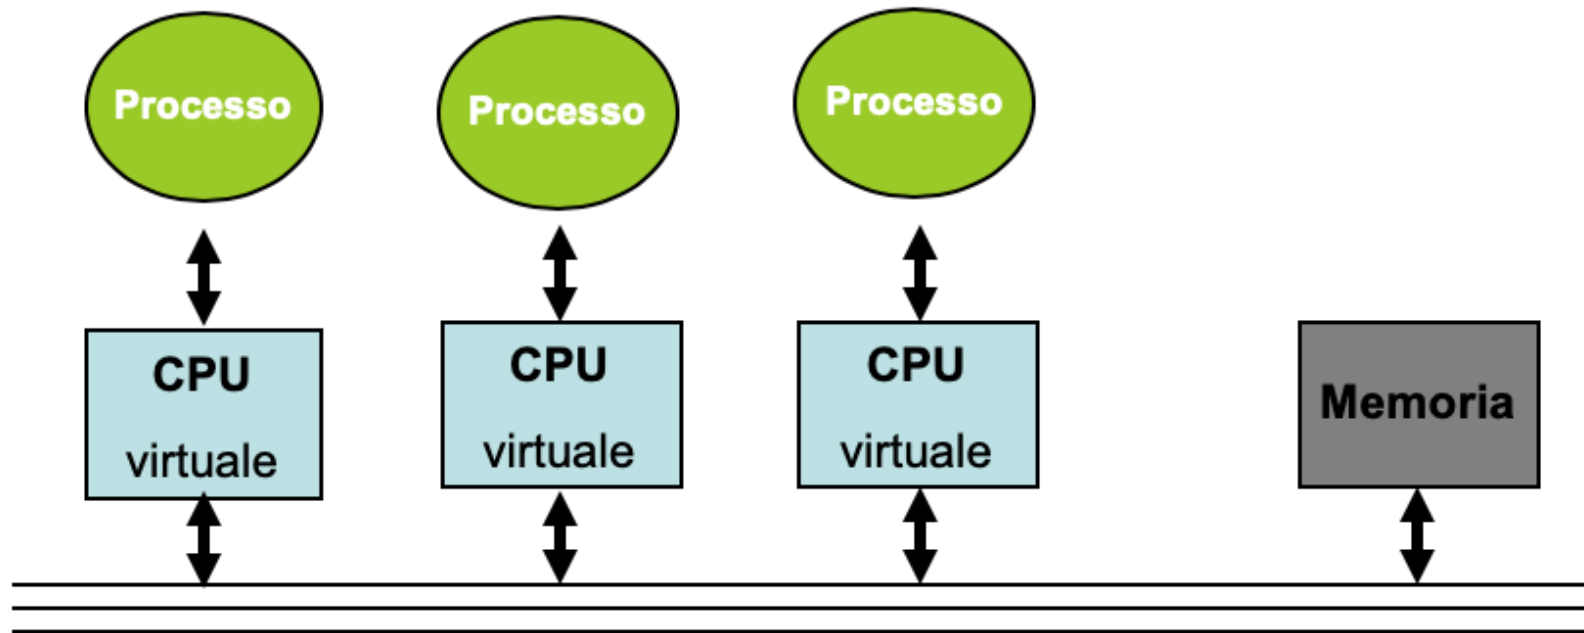 Processo
Processo
Processo
CPU
virtuale
CPU
virtuale
CPU
virtuale
Memoria